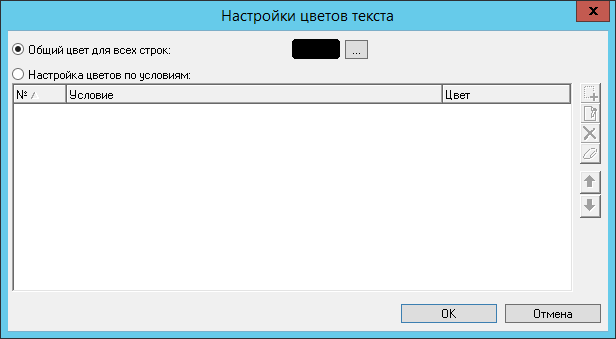 Настройки цветов текста
x
Общий цвет для всех строк:
...
Настройка цветов по условиям:
№ Условие Цвет
OK Отмена